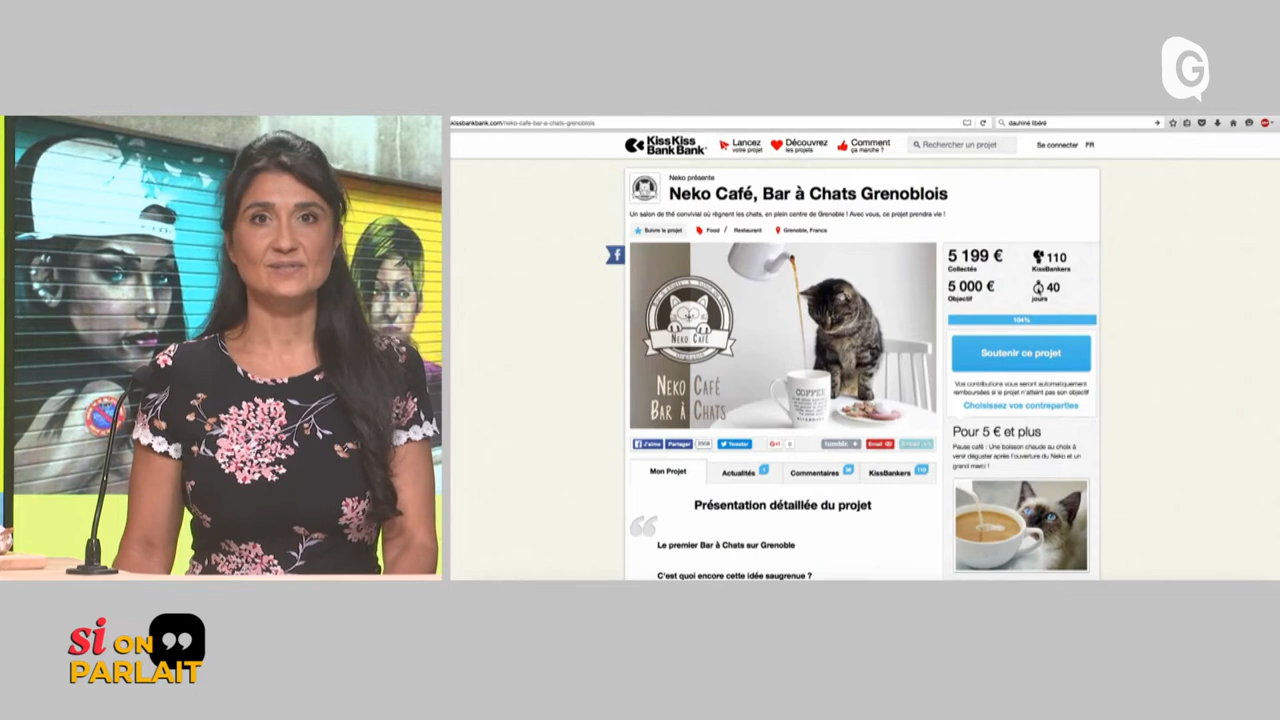 G
kissbankbank.com/neko-cafe-bar-a-chats-grenoblois
dauhiné libéré
KissKiss
BankBank
Lancez
votre projet
Découvrez
les projets
Comment
ça marche ?
Rechercher un projet
Se connecter
FR
Neko présente
Neko Café, Bar à Chats Grenoblois
Un salon de thé convivial où règnent les chats, en plein centre de Grenoble ! Avec vous, ce projet prendra vie !
Suivre le projet
Food / Restaurant
Grenoble, France
f
NEKO CAFÉ
NEKO CAFÉ
BAR À CHATS
COFFEE
5 199 €
Collectés
110
KissBankers
5 000 €
Objectif
40
jours
104%
Soutenir ce projet
Vos contributions vous seront automatiquement
remboursées si le projet n'atteint pas son objectif
Choisissez vos contreparties
J'aime
Partager
Tweeter
G+1
0
tumblr +
Email
Mon Projet
Actualités
Commentaires
KissBankers
110
Pour 5 € et plus
Pause café : Une boisson chaude au choix à
venir déguster après l'ouverture du Neko et un
grand merci !
Présentation détaillée du projet
Le premier Bar à Chats sur Grenoble
C'est quoi encore cette idée saugrenue ?
si ON
PARLAIT